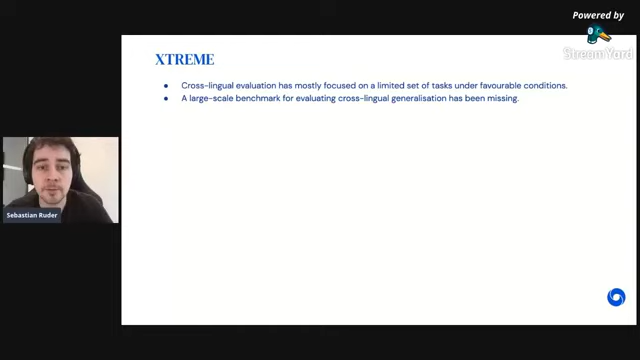 Powered by
StreamYard
XTREME
● Cross-lingual evaluation has mostly focused on a limited set of tasks under favourable conditions.
● A large-scale benchmark for evaluating cross-lingual generalisation has been missing.
Sebastian Ruder